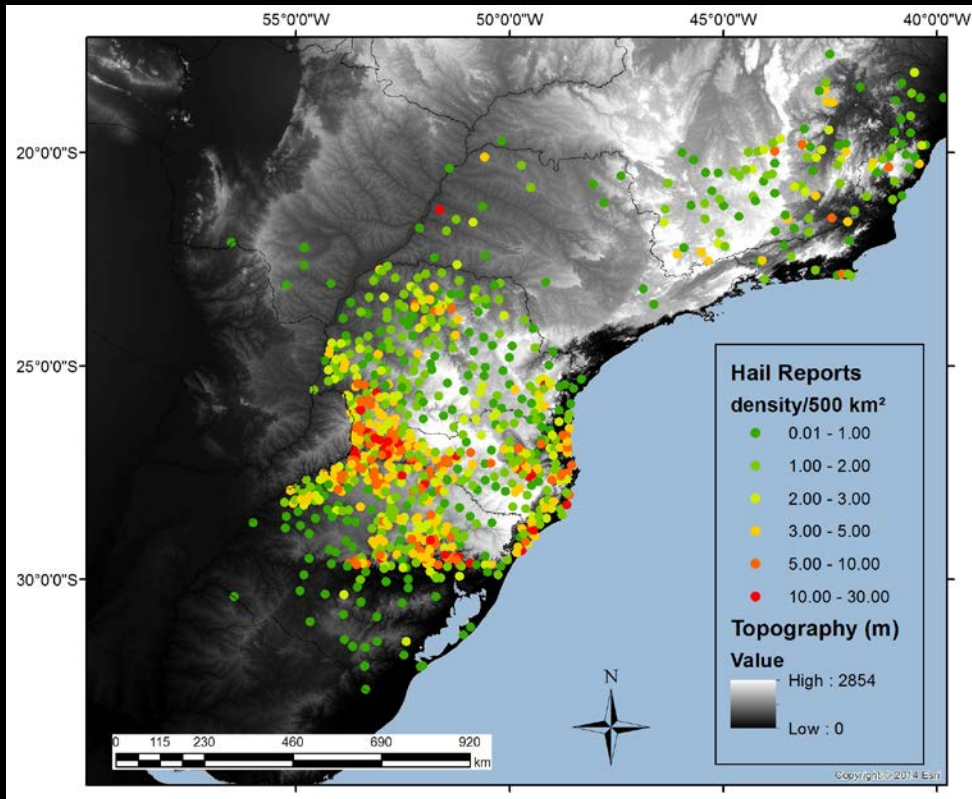 55°0'0"W 50°0'0"W 45°0'0"W 40°0'0"W
20°0'0"S
25°0'0"S
30°0'0"S
Hail Reports
density/500 km²
0.01 - 1.00
1.00 - 2.00
2.00 - 3.00
3.00 - 5.00
5.00 - 10.00
10.00 - 30.00
Topography (m)
Value
High : 2854
Low : 0
N
0 115 230 460 690 920
km
Copyright:© 2014 Esri